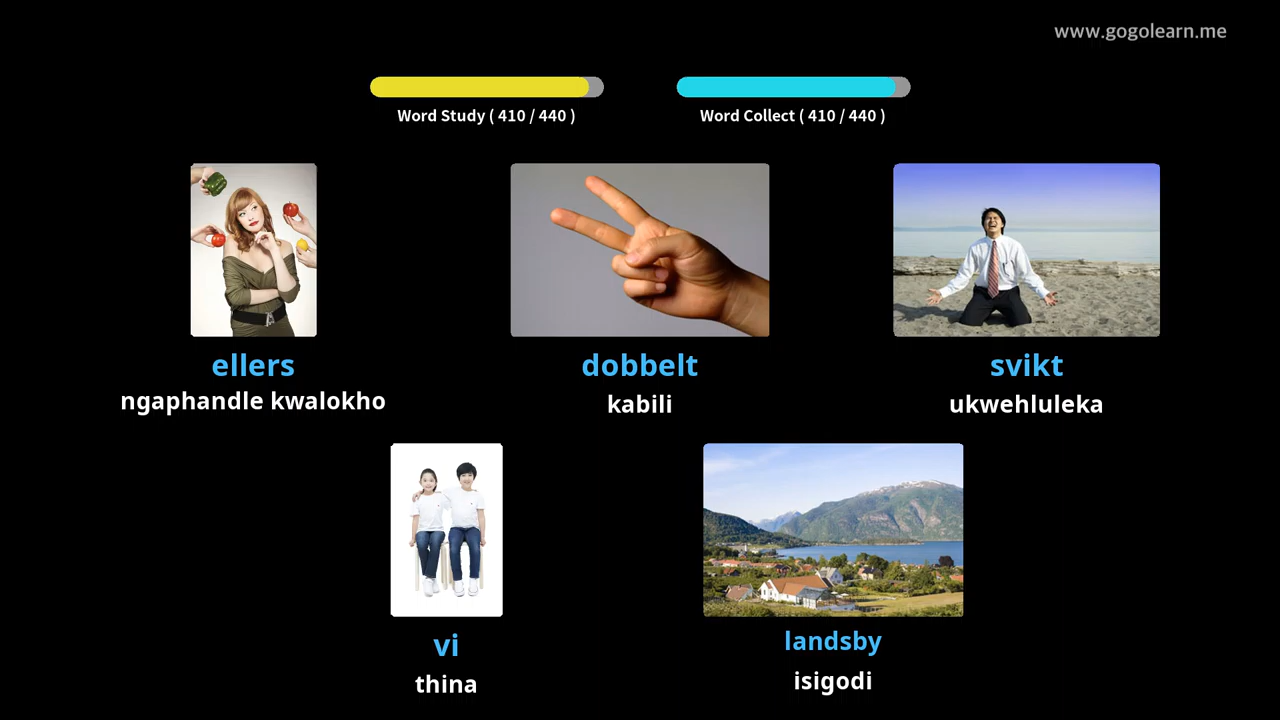 www.gogolearn.me
Word Study ( 410 / 440 )
Word Collect ( 410 / 440 )
ellers
ngaphandle kwalokho
dobbelt
kabili
svikt
ukwehluleka
vi
thina
landsby
isigodi